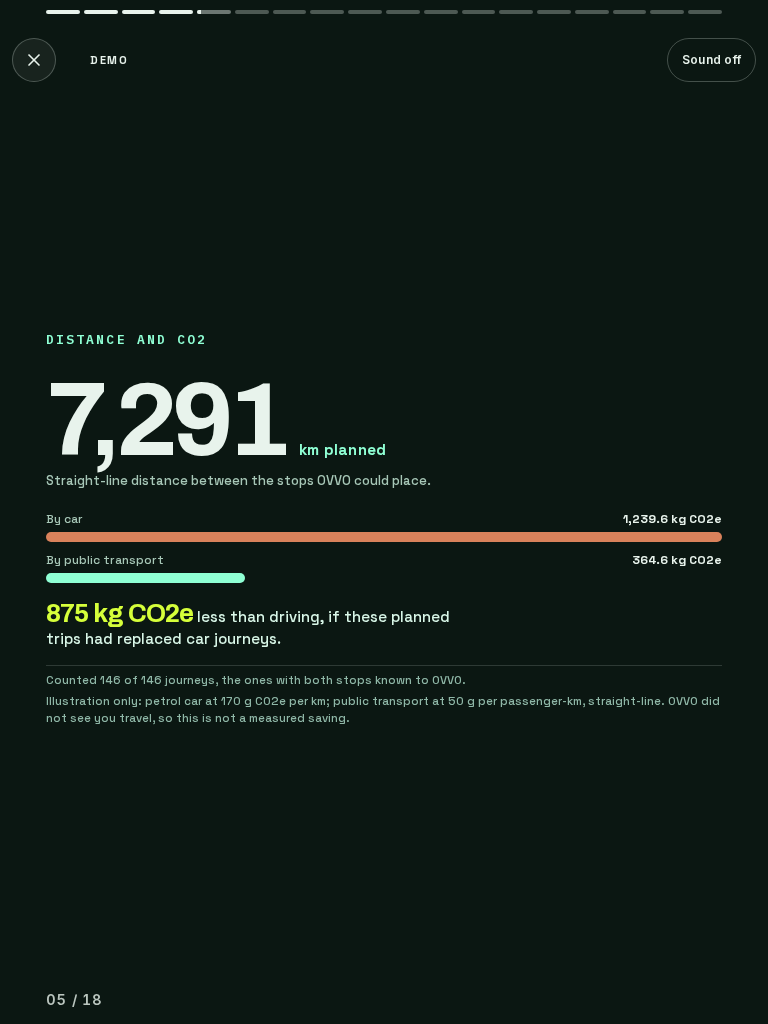 DEMO
Sound off
DISTANCE AND CO2
7,291 km planned
Straight-line distance between the stops OVVO could place.
By car 1,239.6 kg CO2e
By public transport 364.6 kg CO2e
875 kg CO2e less than driving, if these planned
trips had replaced car journeys.
Counted 146 of 146 journeys, the ones with both stops known to OVVO.
Illustration only: petrol car at 170 g CO2e per km; public transport at 50 g per passenger-km, straight-line. OVVO did
not see you travel, so this is not a measured saving.
05 / 18